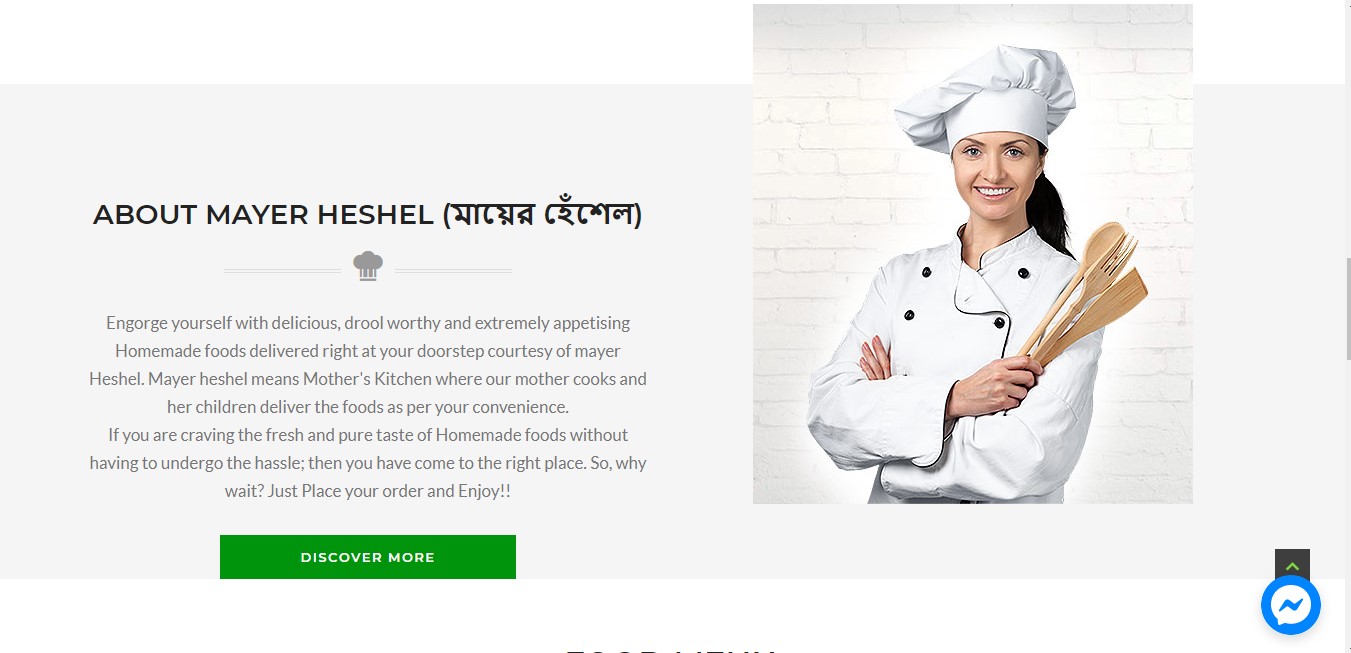 ABOUT MAYER HESHEL (মায়ের হেঁশেল)
Engorge yourself with delicious, drool worthy and extremely appetising
Homemade foods delivered right at your doorstep courtesy of mayer
Heshel. Mayer heshel means Mother's Kitchen where our mother cooks and
her children deliver the foods as per your convenience.
If you are craving the fresh and pure taste of Homemade foods without
having to undergo the hassle; then you have come to the right place. So, why
wait? Just Place your order and Enjoy!!
DISCOVER MORE